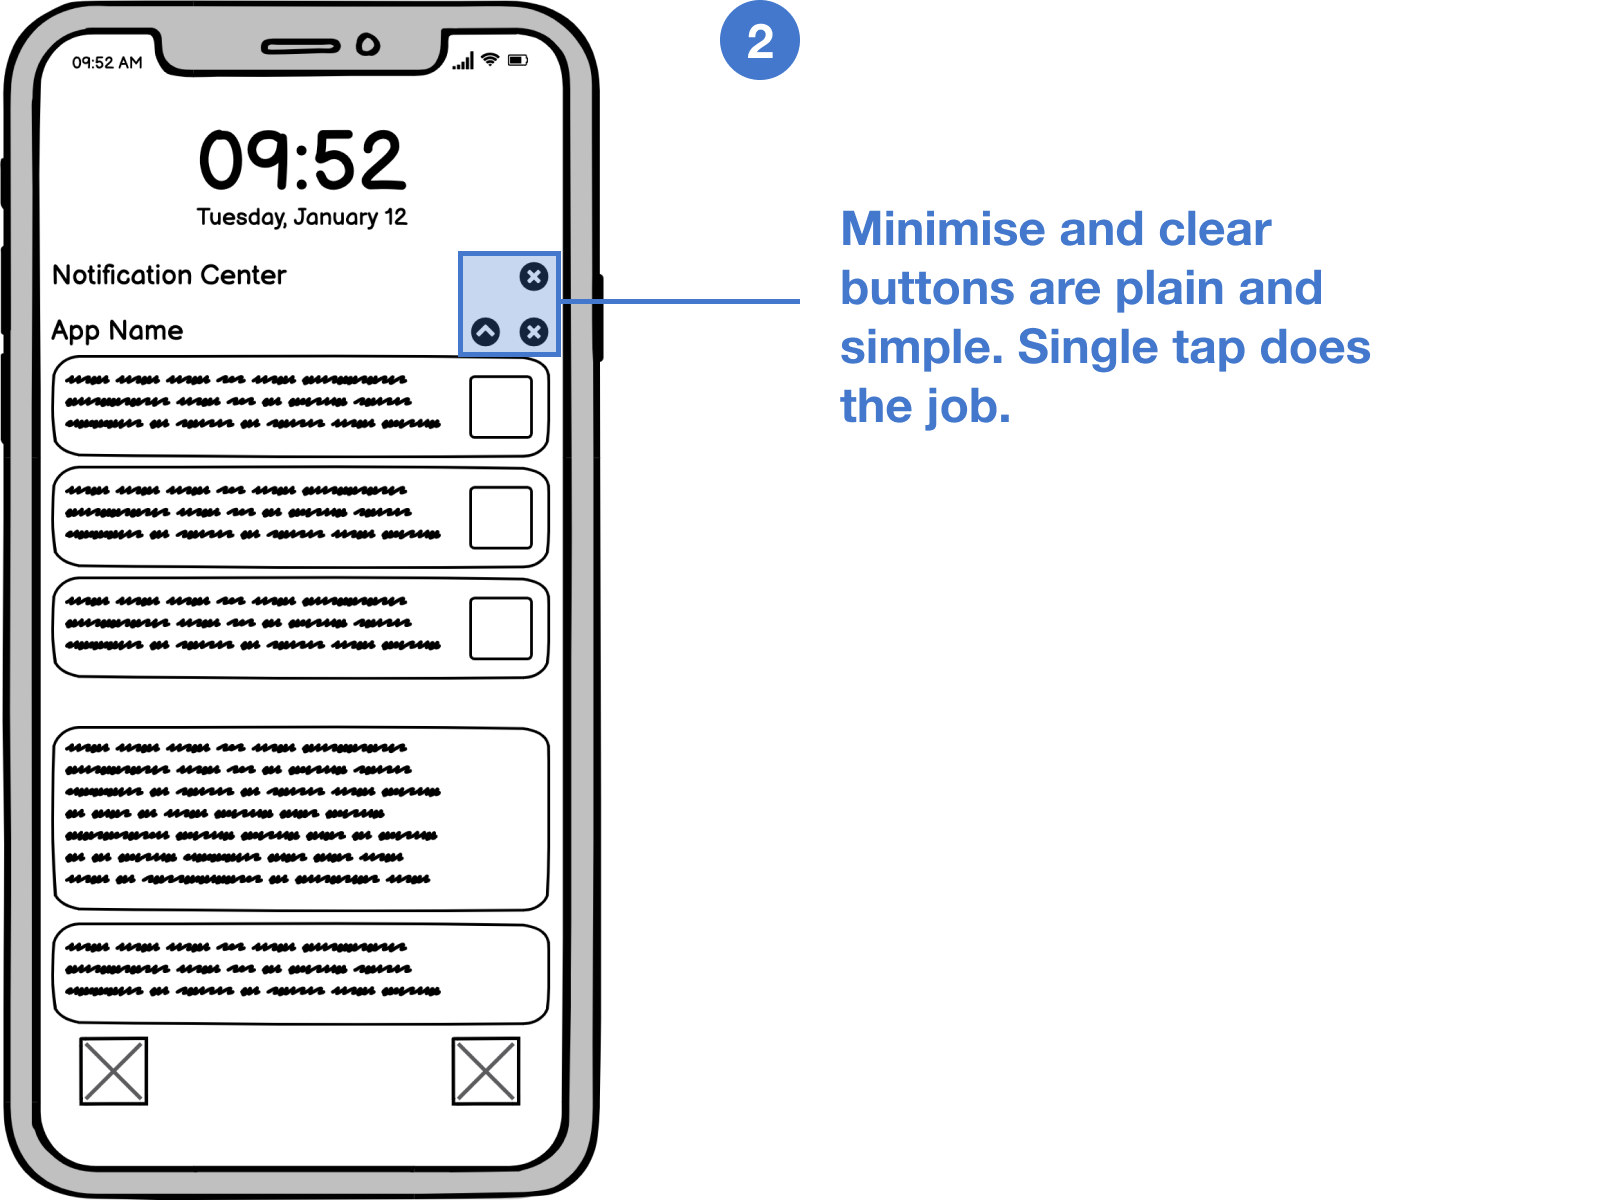 09:52 AM
2
09:52
Tuesday, January 12
Notification Center
App Name
Minimise and clear
buttons are plain and
simple. Single tap does
the job.